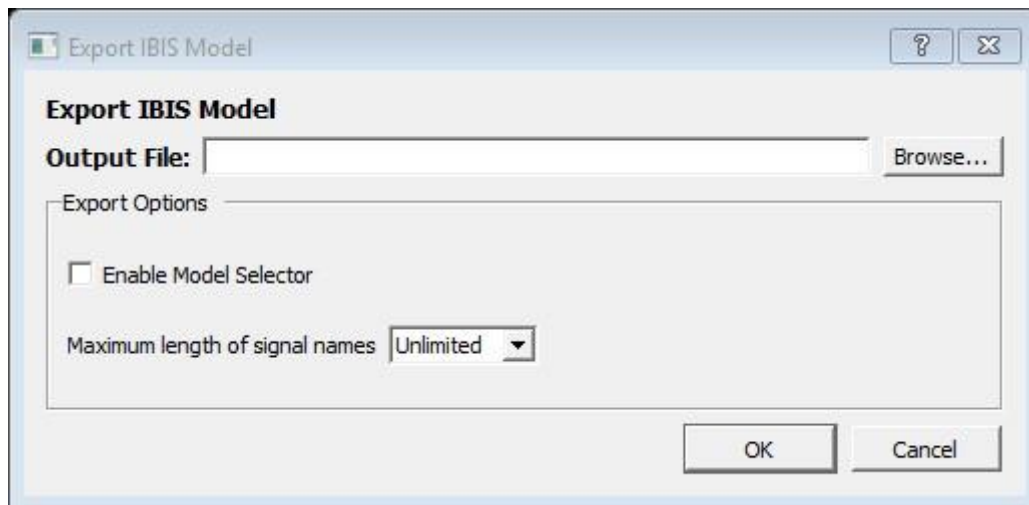 Export IBIS Model
Export IBIS Model
Output File: Browse...
Export Options
Enable Model Selector
Maximum length of signal names Unlimited
OK Cancel